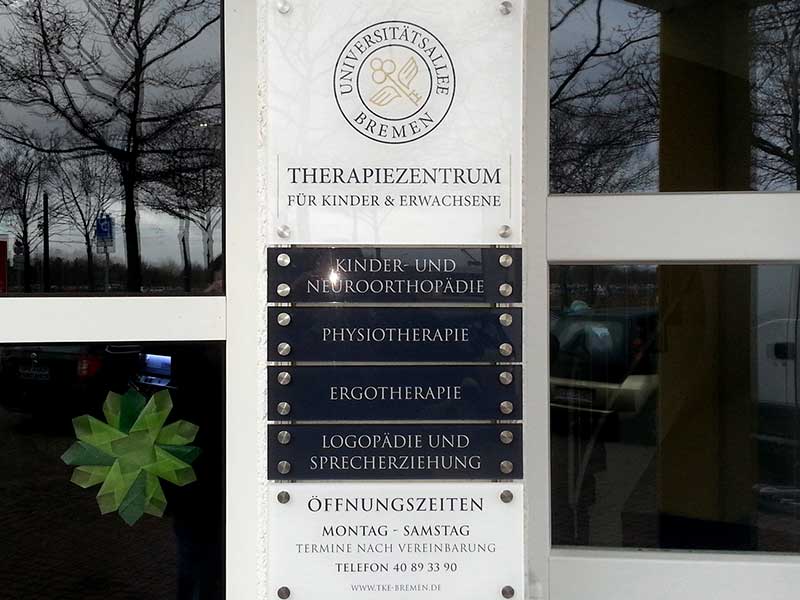 UNIVERSITÄTSALLEE
BREMEN
THERAPIEZENTRUM
FÜR KINDER & ERWACHSENE
KINDER- UND
NEUROORTHOPÄDIE
PHYSIOTHERAPIE
ERGOTHERAPIE
LOGOPÄDIE UND
SPRECHERZIEHUNG
ÖFFNUNGSZEITEN
MONTAG - SAMSTAG
TERMINE NACH VEREINBARUNG
TELEFON 40 89 33 90
WWW.TKE-BREMEN.DE